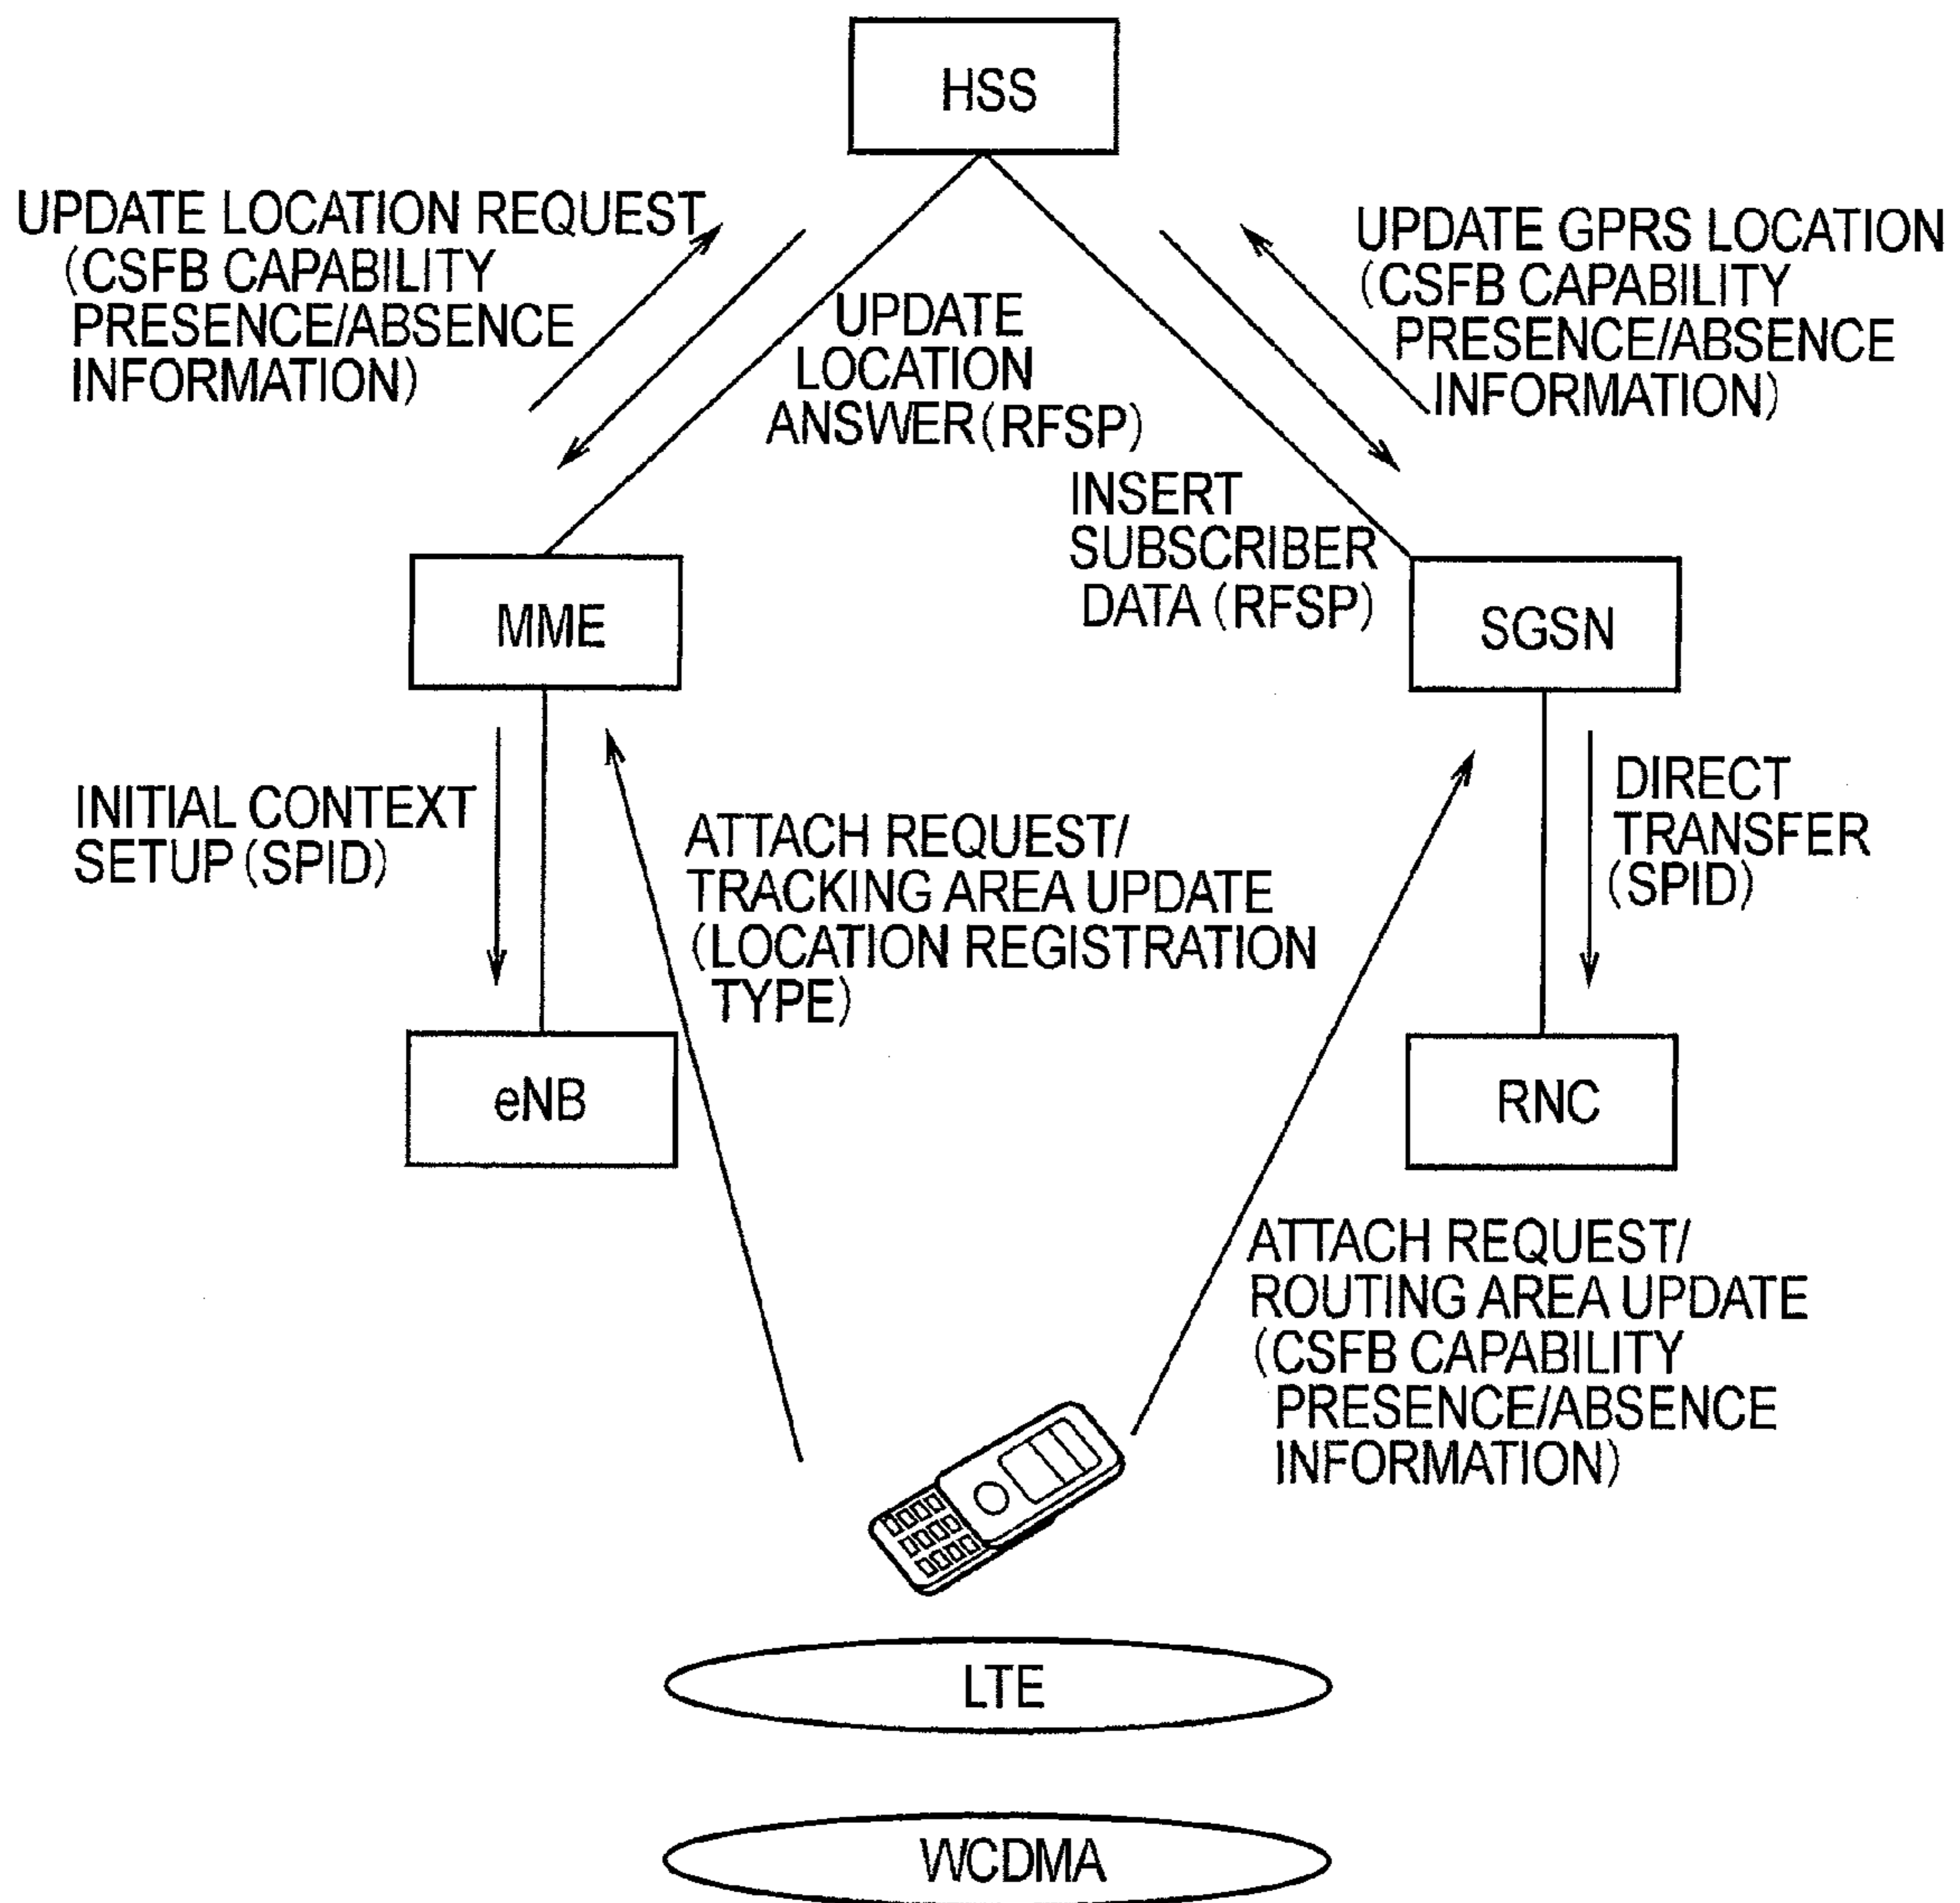 HSS
UPDATE LOCATION REQUEST
(CSFB CAPABILITY
PRESENCE/ABSENCE
INFORMATION)
UPDATE
LOCATION
ANSWER(RFSP)
UPDATE GPRS LOCATION
(CSFB CAPABILITY
PRESENCE/ABSENCE
INFORMATION)
INSERT
SUBSCRIBER
DATA (RFSP)
MME
SGSN
INITIAL CONTEXT
SETUP (SPID)
ATTACH REQUEST/
TRACKING AREA UPDATE
(LOCATION REGISTRATION
TYPE)
DIRECT
TRANSFER
(SPID)
eNB
RNC
ATTACH REQUEST/
ROUTING AREA UPDATE
(CSFB CAPABILITY
PRESENCE/ABSENCE
INFORMATION)
LTE
WCDMA